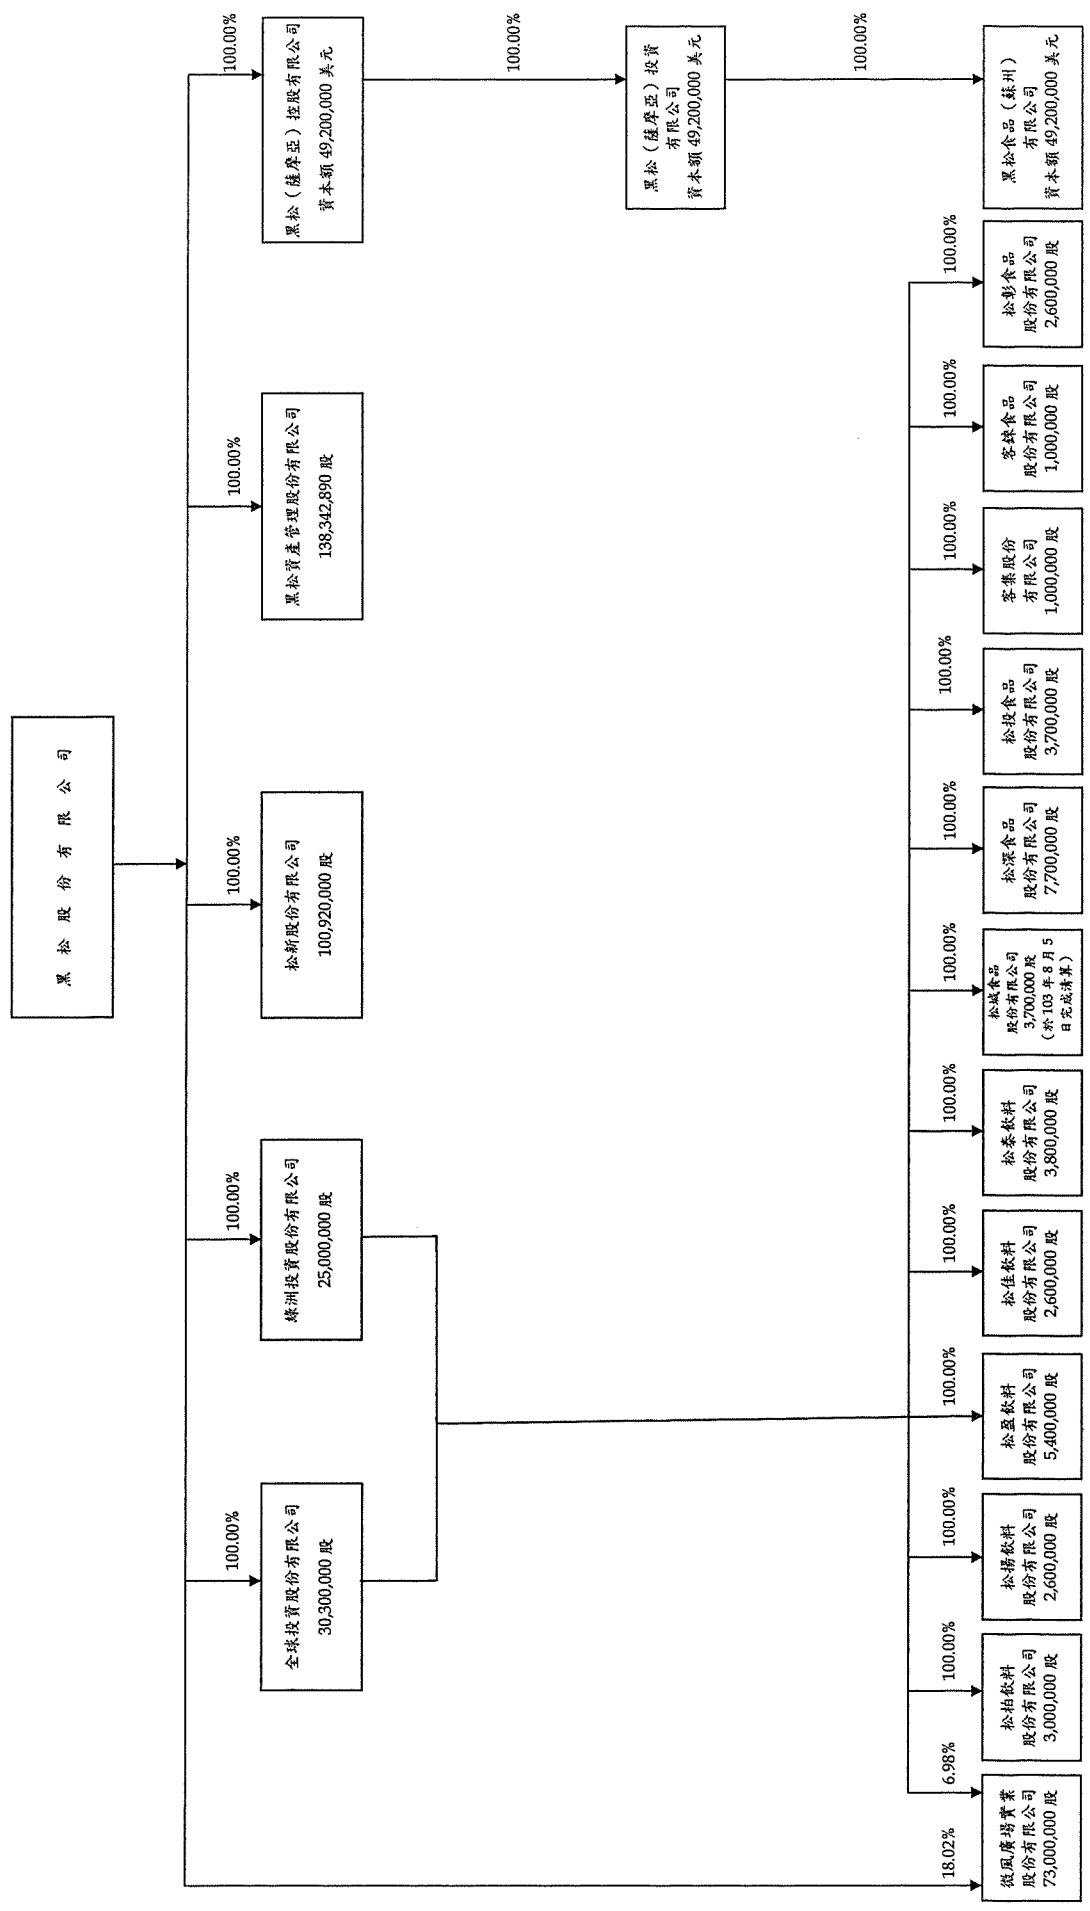 黑松股份有限公司
18.02%
100.00%
100.00%
100.00%
100.00%
100.00%
全球投資股份有限公司
30,300,000 股
綠洲投資股份有限公司
25,000,000 股
松新股份有限公司
100,920,000 股
黑松資產管理股份有限公司
138,342,890 股
黑松（薩摩亞）控股有限公司
資本額 49,200,000 美元
100.00%
黑松（薩摩亞）投資
有限公司
資本額 49,200,000 美元
100.00%
6.98%
100.00%
100.00%
100.00%
100.00%
100.00%
100.00%
100.00%
100.00%
100.00%
100.00%
100.00%
微風廣場實業
股份有限公司
73,000,000 股
松柏飲料
股份有限公司
3,000,000 股
松揚飲料
股份有限公司
2,600,000 股
松盈飲料
股份有限公司
5,400,000 股
松佳飲料
股份有限公司
2,600,000 股
松泰飲料
股份有限公司
3,800,000 股
松城食品
股份有限公司
3,700,000 股
（於 103 年 8 月 5
日完成清算）
松深食品
股份有限公司
7,700,000 股
松投食品
股份有限公司
3,700,000 股
客集股份
有限公司
1,000,000 股
客錸食品
股份有限公司
1,000,000 股
松彰食品
股份有限公司
2,600,000 股
黑松食品（蘇州）
有限公司
資本額 49,200,000 美元